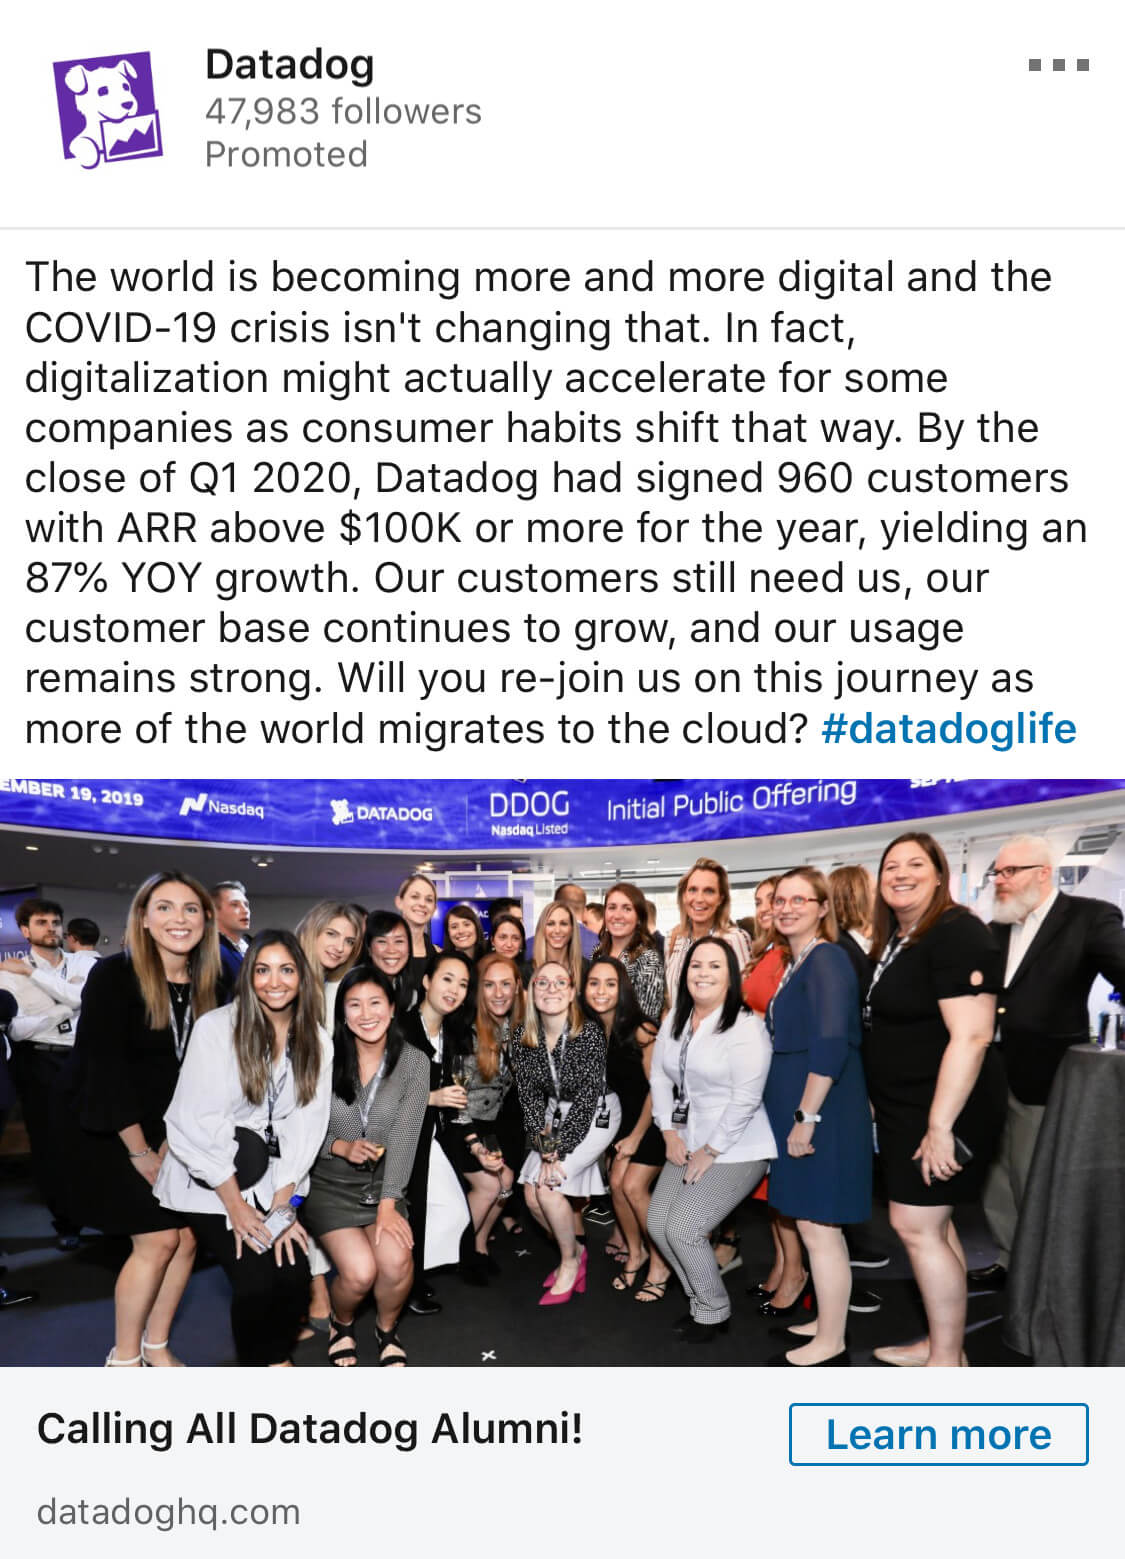 Datadog
47,983 followers
Promoted
The world is becoming more and more digital and the
COVID-19 crisis isn't changing that. In fact,
digitalization might actually accelerate for some
companies as consumer habits shift that way. By the
close of Q1 2020, Datadog had signed 960 customers
with ARR above $100K or more for the year, yielding an
87% YOY growth. Our customers still need us, our
customer base continues to grow, and our usage
remains strong. Will you re-join us on this journey as
more of the world migrates to the cloud? #datadoglife
EMBER 19, 2019
Nasdaq
DATADOG
DDOG
Nasdaq Listed
Initial Public Offering
Calling All Datadog Alumni!
Learn more
datadoghq.com